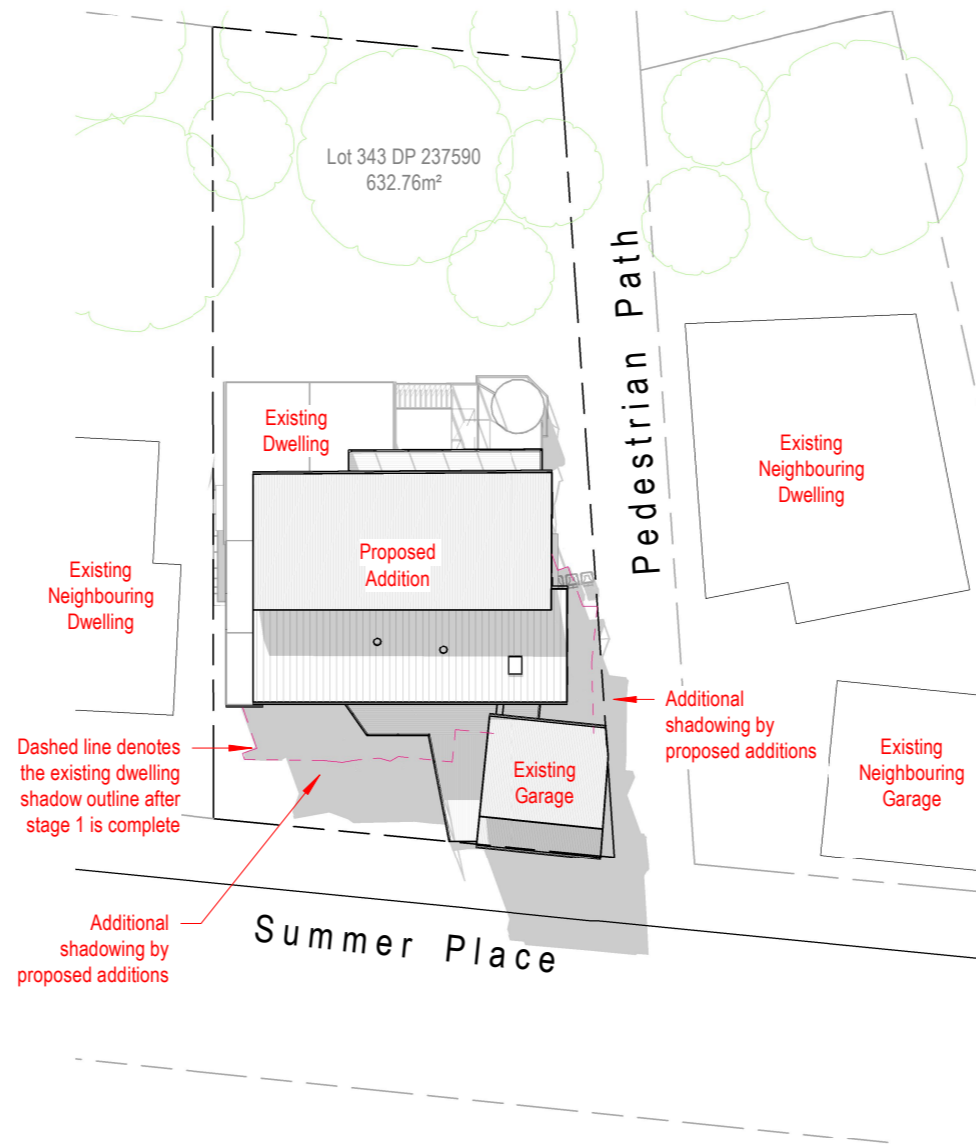 Lot 343 DP 237590
632.76m²
Pedestrian Path
Existing
Dwelling
Existing
Neighbouring
Dwelling
Proposed
Addition
Existing
Neighbouring
Dwelling
Additional
shadowing by
proposed additions
Dashed line denotes
the existing dwelling
shadow outline after
stage 1 is complete
Existing
Garage
Existing
Neighbouring
Garage
Additional
shadowing by
proposed additions
Summer Place